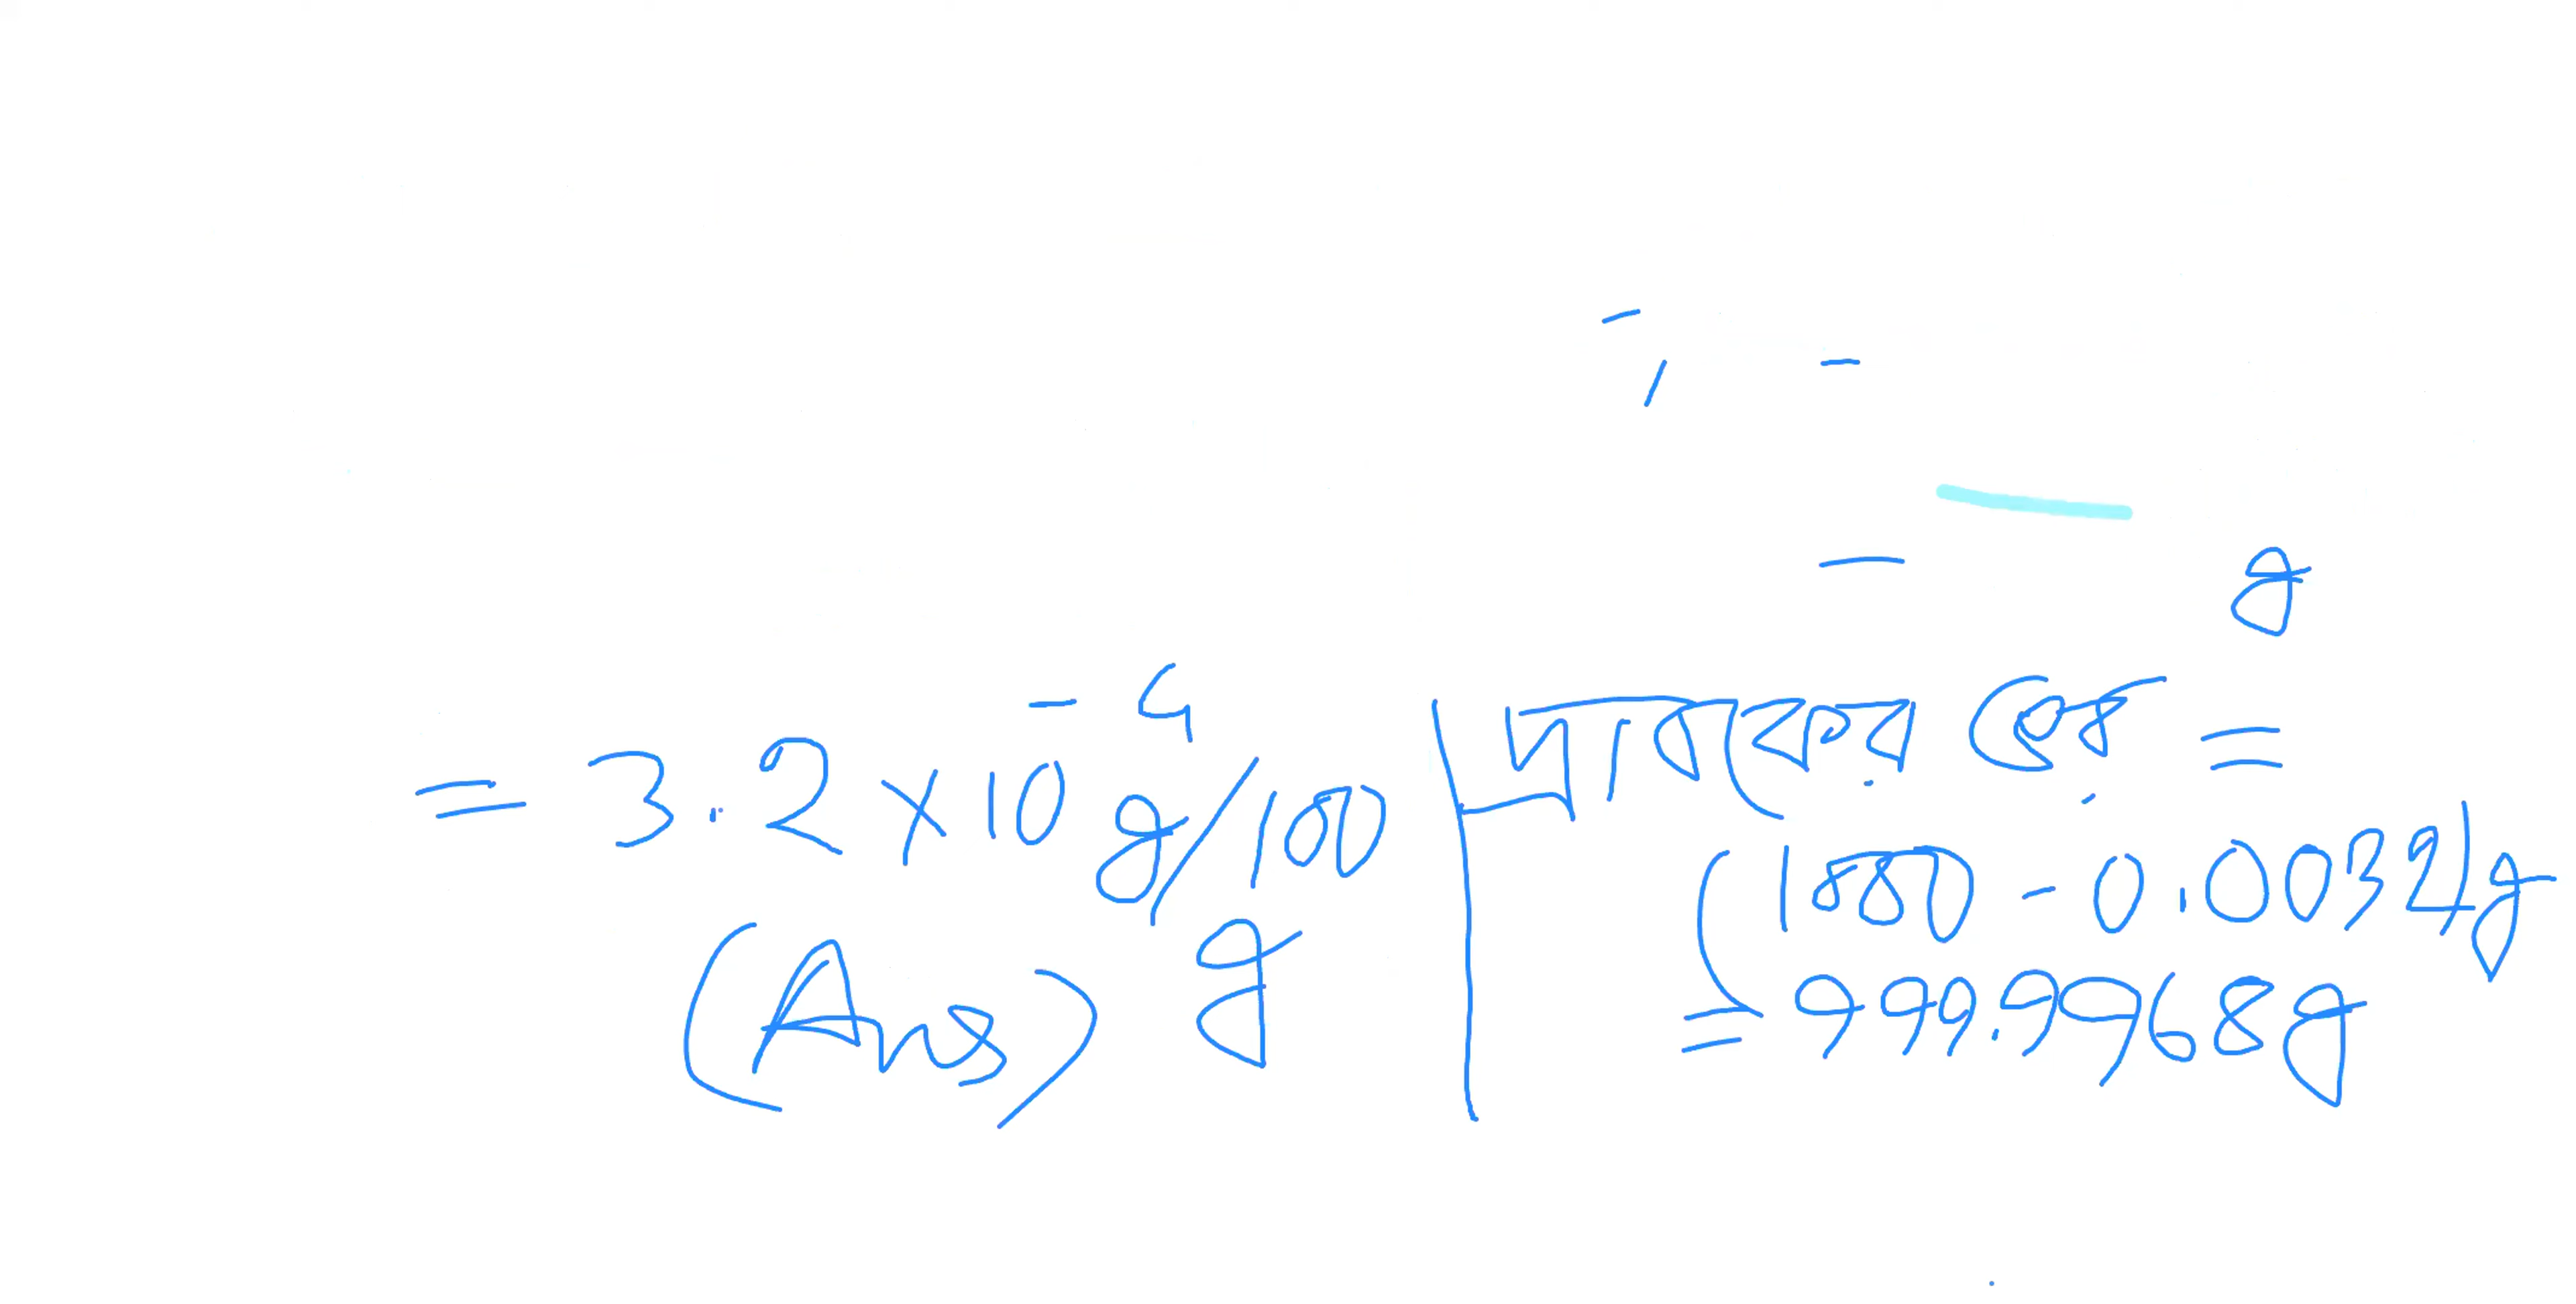 g
= 3.2 × 10⁻⁴ g/100 g
(Ans)
দ্রাবকের ভর =
(1000 - 0.0032) g
= 999.9968 g